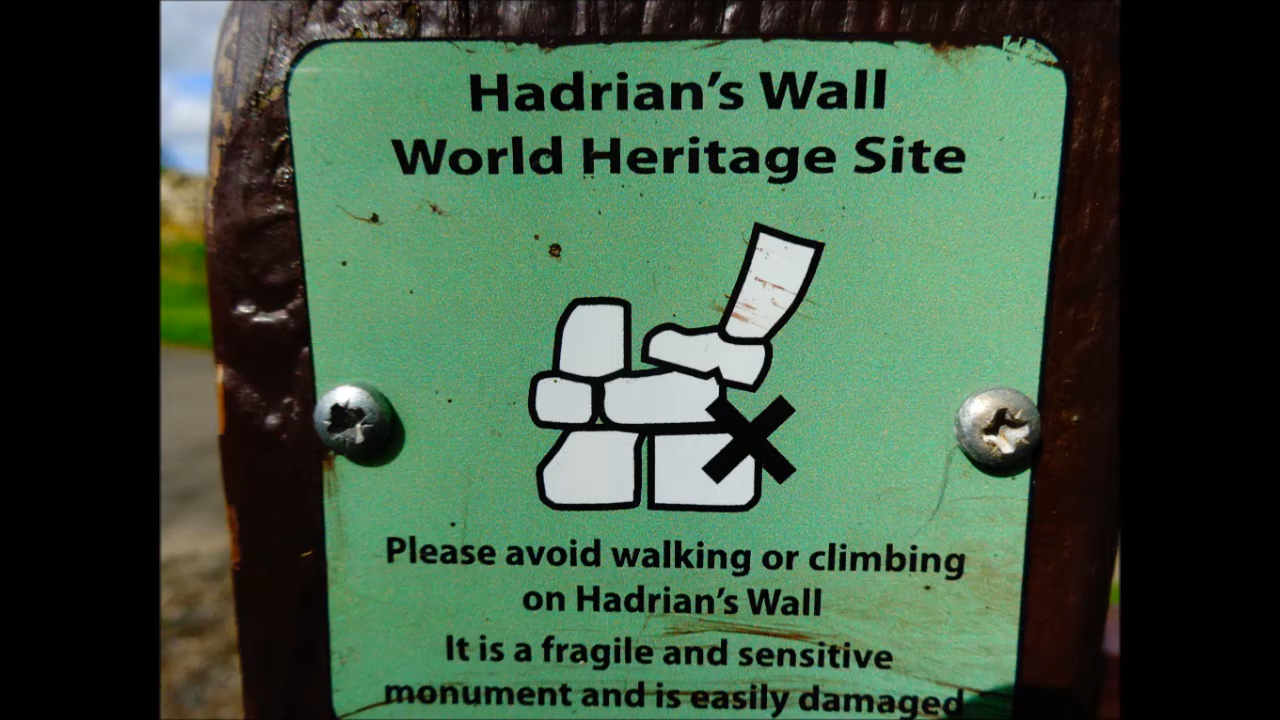 Hadrian's Wall
World Heritage Site
Please avoid walking or climbing
on Hadrian's Wall
It is a fragile and sensitive
monument and is easily damaged